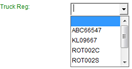 Truck Reg:
ABC66547
KL09667
ROT002C
ROT002S